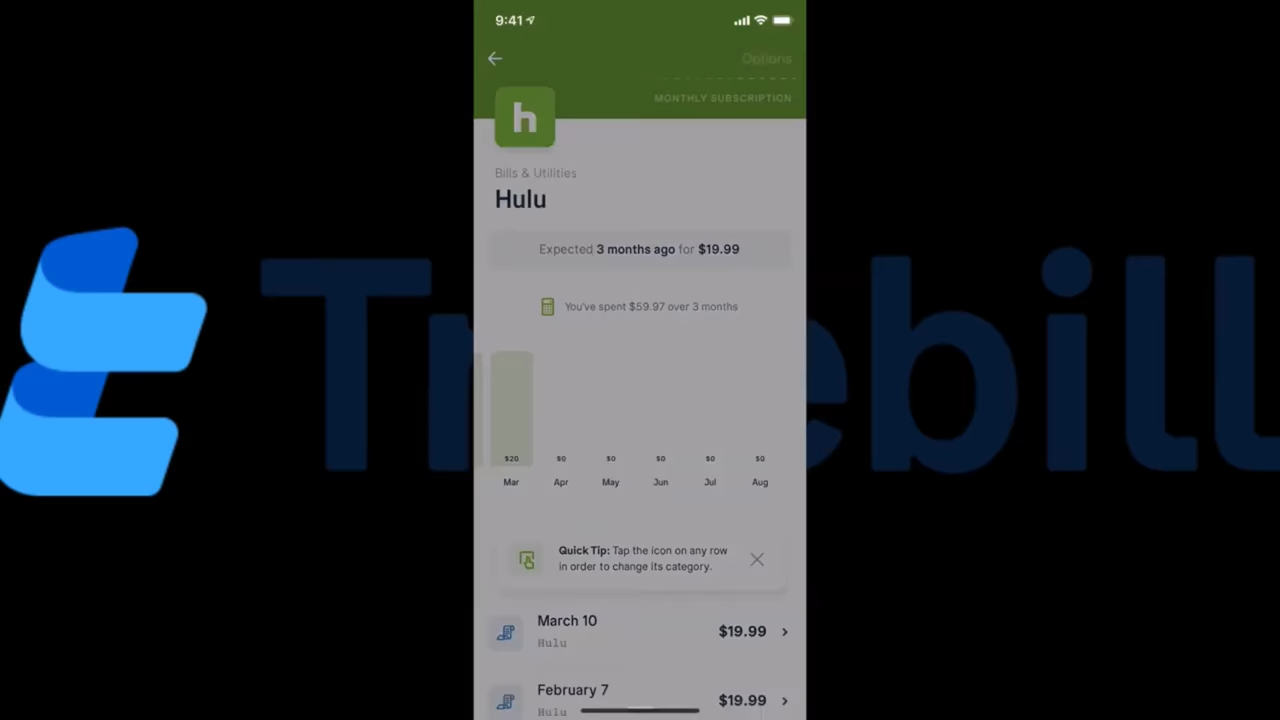 9:41
Options
MONTHLY SUBSCRIPTION
h
Bills & Utilities
Hulu
Expected 3 months ago for $19.99
You've spent $59.97 over 3 months
$20 $0 $0 $0 $0 $0
Mar Apr May Jun Jul Aug
Quick Tip: Tap the icon on any row
in order to change its category.
March 10
$19.99
Hulu
February 7
$19.99
Hulu